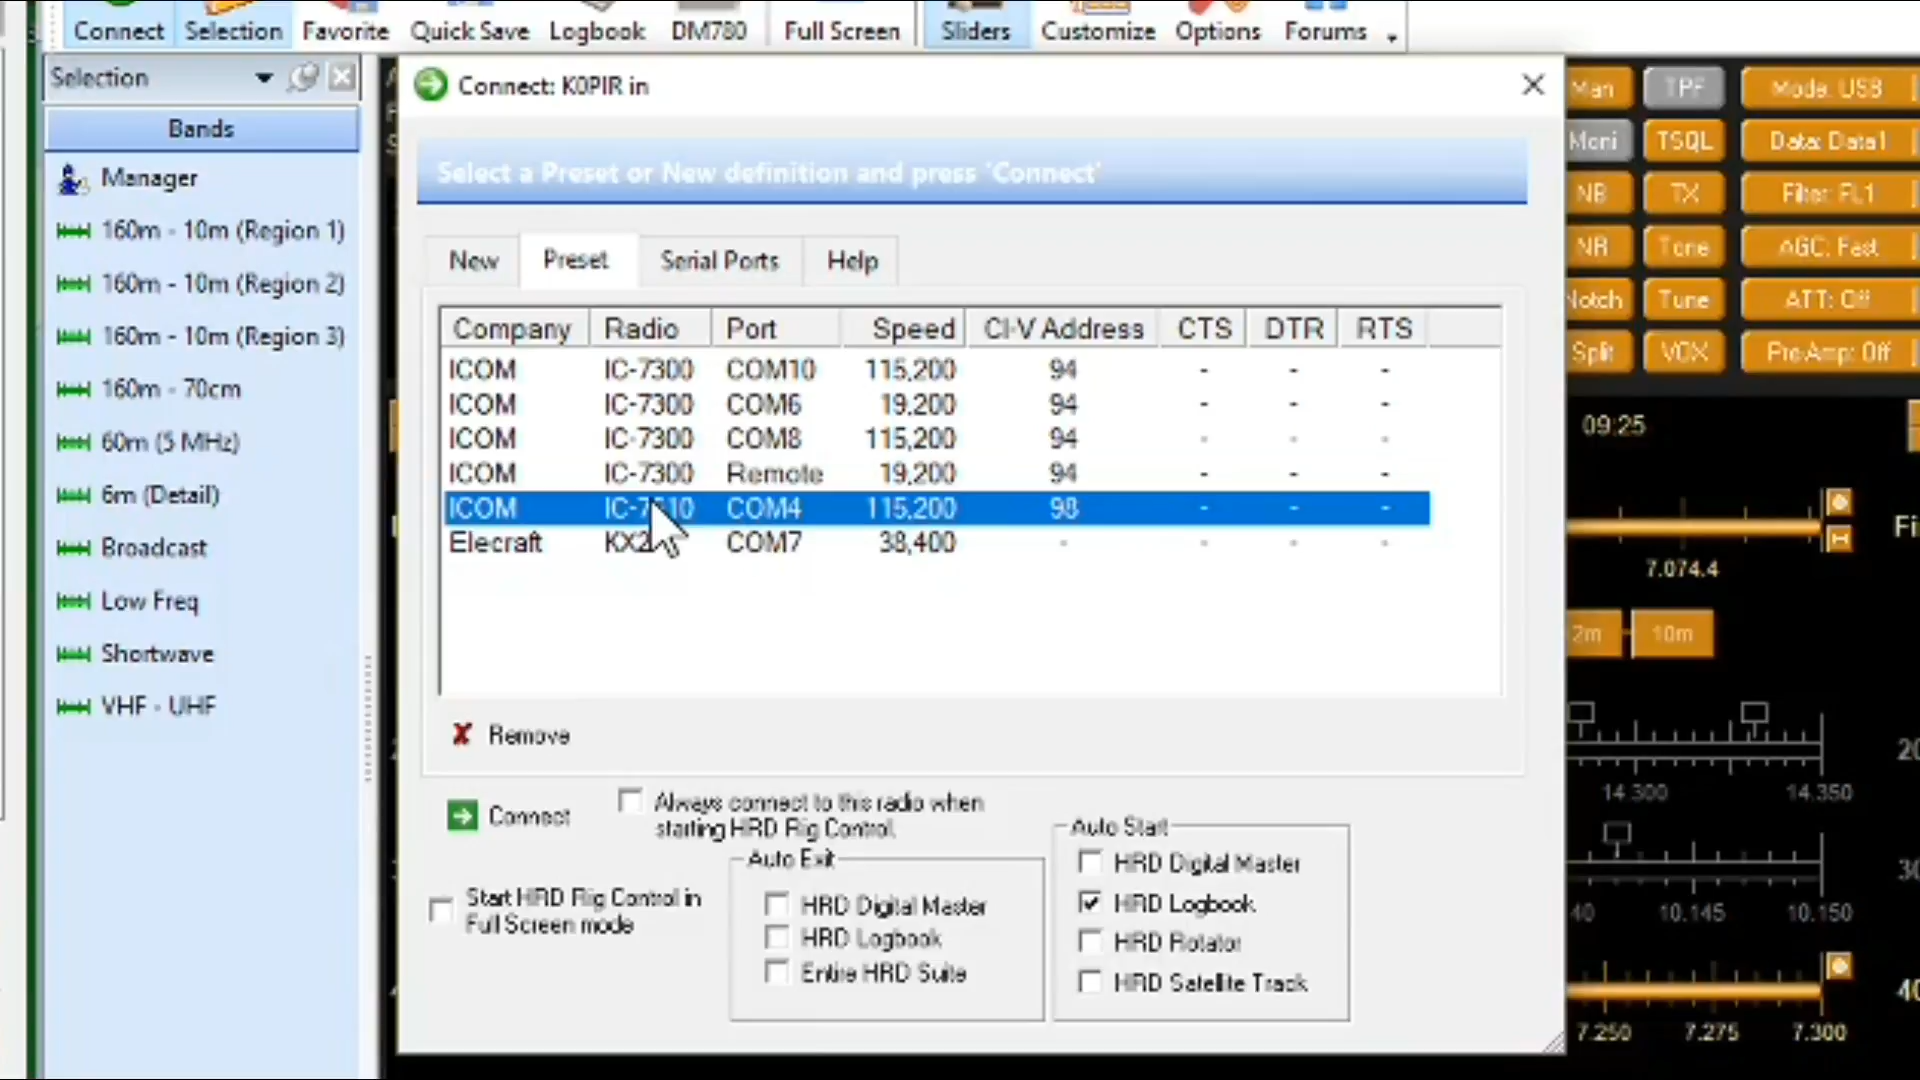 Connect Selection Favorite Quick Save Logbook DM780 Full Screen Sliders Customize Options Forums
Selection
Bands
Manager
160m - 10m (Region 1)
160m - 10m (Region 2)
160m - 10m (Region 3)
160m - 70cm
60m (5 MHz)
6m (Detail)
Broadcast
Low Freq
Shortwave
VHF - UHF
Connect: K0PIR in
Select a Preset or New definition and press 'Connect'
New Preset Serial Ports Help
Company Radio Port Speed CI-V Address CTS DTR RTS
ICOM IC-7300 COM10 115,200 94 - - -
ICOM IC-7300 COM6 19,200 94 - - -
ICOM IC-7300 COM8 115,200 94 - - -
ICOM IC-7300 Remote 19,200 94 - - -
ICOM COM4 115,200 98 - - -
Elecraft COM7 38,400 - - - -
Remove
Connect
Always connect to this radio when
starting HRD Rig Control.
Start HRD Rig Control in
Full Screen mode
Auto Exit
HRD Digital Master
HRD Logbook
Entire HRD Suite
Auto Start
HRD Digital Master
HRD Logbook
HRD Rotator
HRD Satellite Track
Man TPF Mode: USB
Moni TSQL Data: Data1
NB TX Filter: FL1
NR Tone AGC: Fast
Notch Tune ATT: Off
Split VOX Pre-Amp: Off
09:25
7.074.4
2m 10m
14.300 14.350
40 10.145 10.150
7.250 7.275 7.300